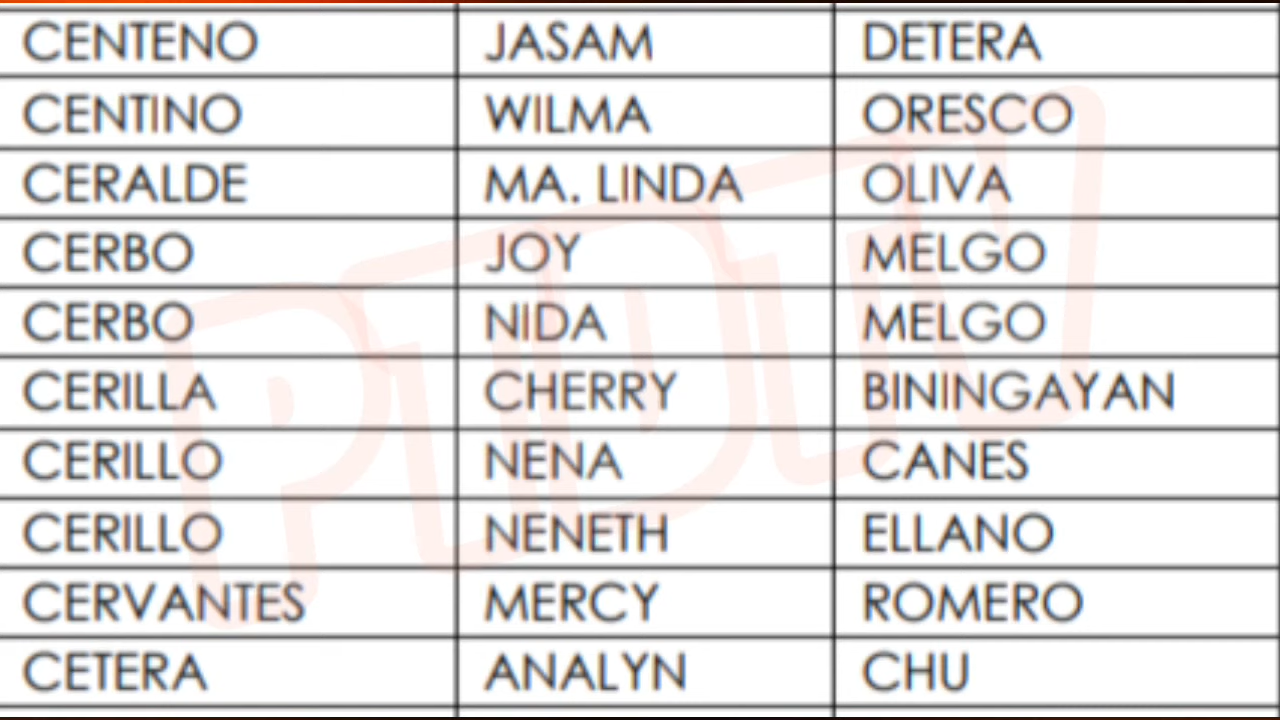 CENTENO JASAM DETERA
CENTINO WILMA ORESCO
CERALDE MA. LINDA OLIVA
CERBO JOY MELGO
CERBO NIDA MELGO
CERILLA CHERRY BININGAYAN
CERILLO NENA CANES
CERILLO NENETH ELLANO
CERVANTES MERCY ROMERO
CETERA ANALYN CHU